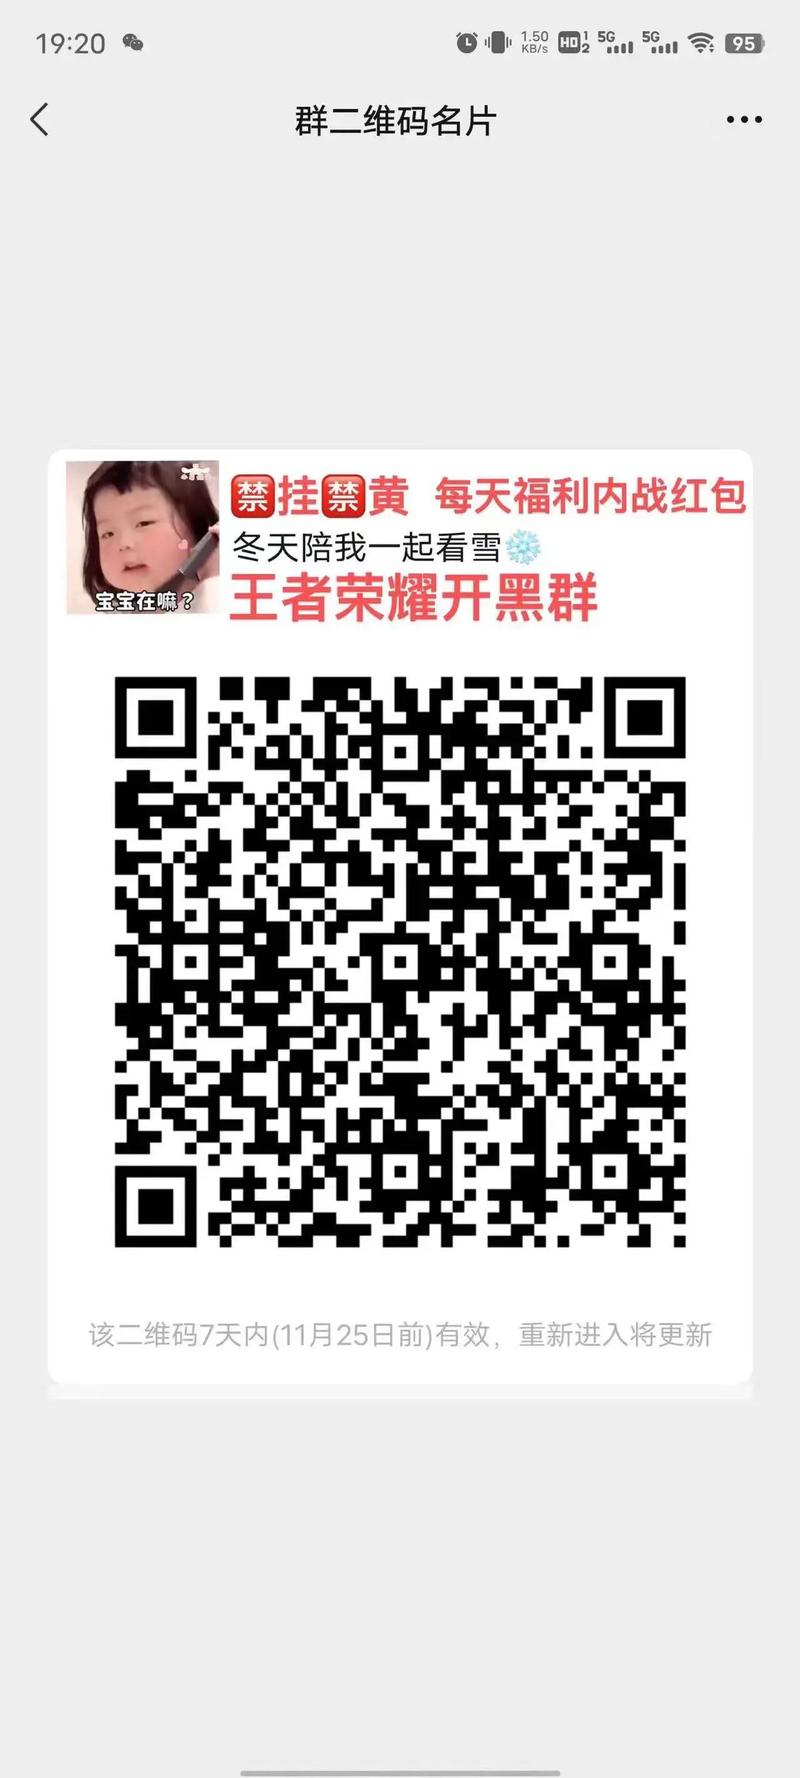 19:20
1.50 KB/s HD 1 2 5G 5G 95
群二维码名片
禁挂禁黄 每天福利内战红包
冬天陪我一起看雪❄️
王者荣耀开黑群
宝宝在嘛？
该二维码7天内(11月25日前)有效，重新进入将更新